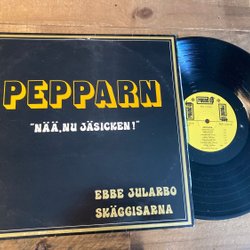 PEPPARN
"NÄÄ, NU JÄSICKEN!"
EBBE JULARBO
SKÄGGISARNA